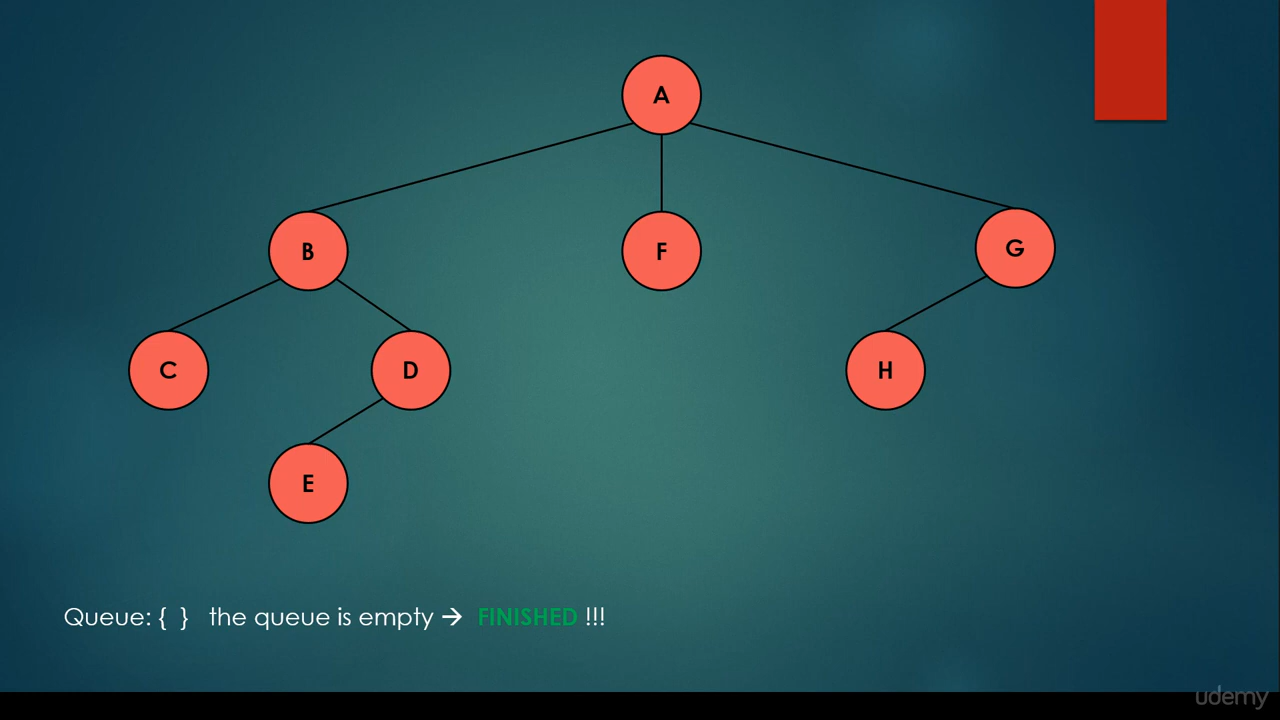 A
B
F
G
C
D
H
E
Queue: { } the queue is empty → FINISHED !!!
udemy